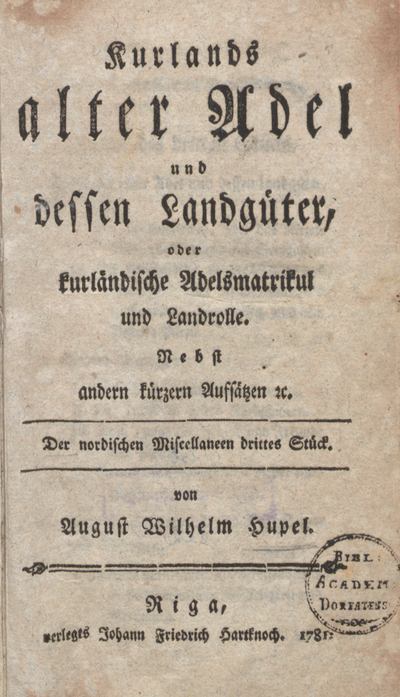 Kurlands
alter Adel
und
dessen Landgüter,
oder
kurländische Adelsmatrikul
und Landrolle.
Nebst
andern kürzern Aufsätzen ꝛc.
Der nordischen Miscellaneen drittes Stück.
von
August Wilhelm Hupel.
BIBL:
ACADEM:
DORPATENS
Riga,
verlegts Johann Friedrich Hartknoch. 1781.